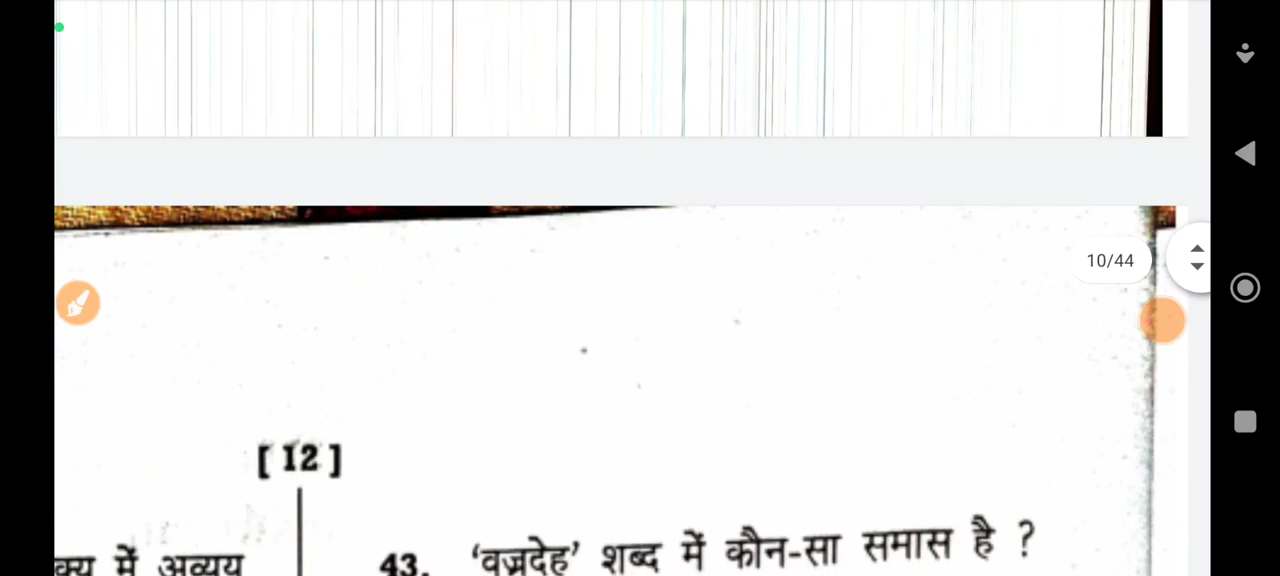 10/44
[ 12 ]
क्य में अव्यय
43. ‘वज्रदेह’ शब्द में कौन-सा समास है ?